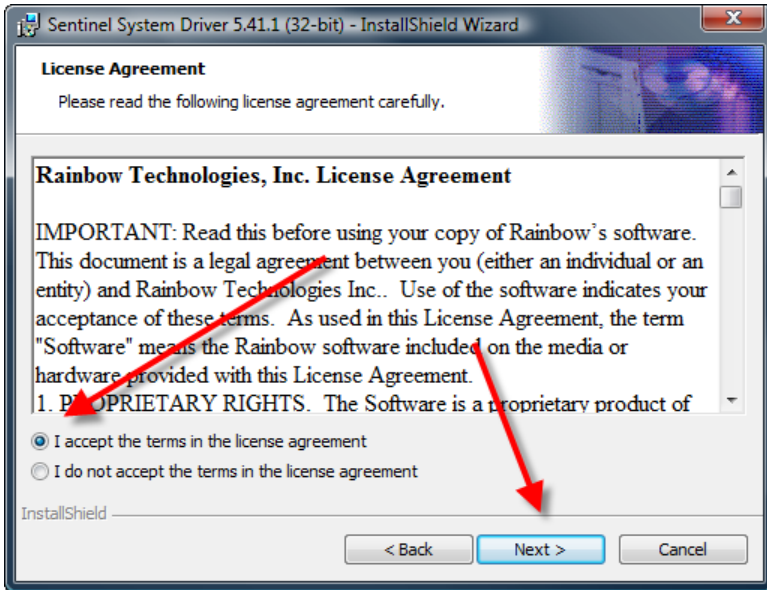 Sentinel System Driver 5.41.1 (32-bit) - InstallShield Wizard
License Agreement
Please read the following license agreement carefully.
Rainbow Technologies, Inc. License Agreement
IMPORTANT: Read this before using your copy of Rainbow's software.
This document is a legal agreement between you (either an individual or an
entity) and Rainbow Technologies Inc..  Use of the software indicates your
acceptance of these terms.  As used in this License Agreement, the term
"Software" means the Rainbow software included on the media or
hardware provided with this License Agreement.
1. PROPRIETARY RIGHTS.  The Software is a proprietary product of
I accept the terms in the license agreement
I do not accept the terms in the license agreement
InstallShield
< Back
Next >
Cancel